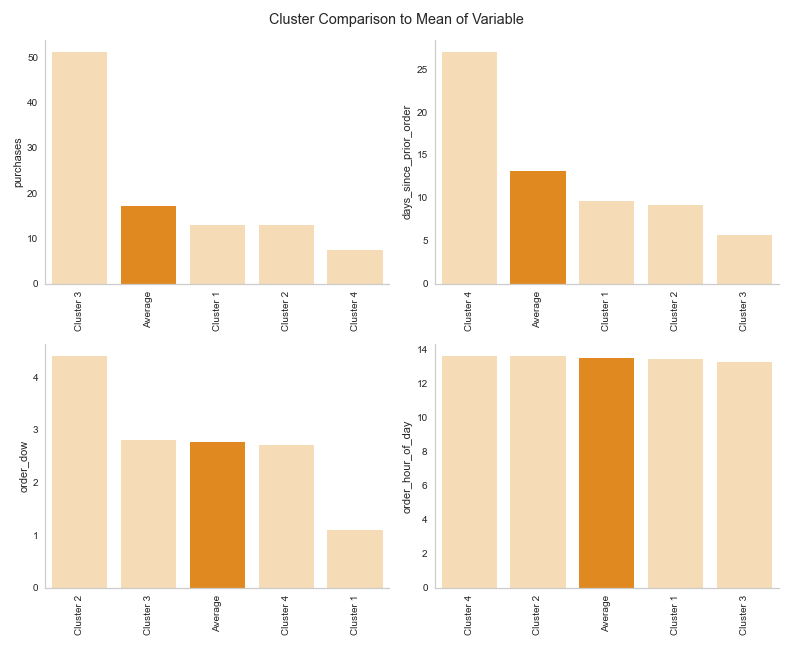 Cluster Comparison to Mean of Variable
purchases
50
40
30
20
10
0
Cluster 3
Average
Cluster 1
Cluster 2
Cluster 4
days_since_prior_order
25
20
15
10
5
0
Cluster 4
Average
Cluster 1
Cluster 2
Cluster 3
order_dow
4
3
2
1
0
Cluster 2
Cluster 3
Average
Cluster 4
Cluster 1
order_hour_of_day
14
12
10
8
6
4
2
0
Cluster 4
Cluster 2
Average
Cluster 1
Cluster 3